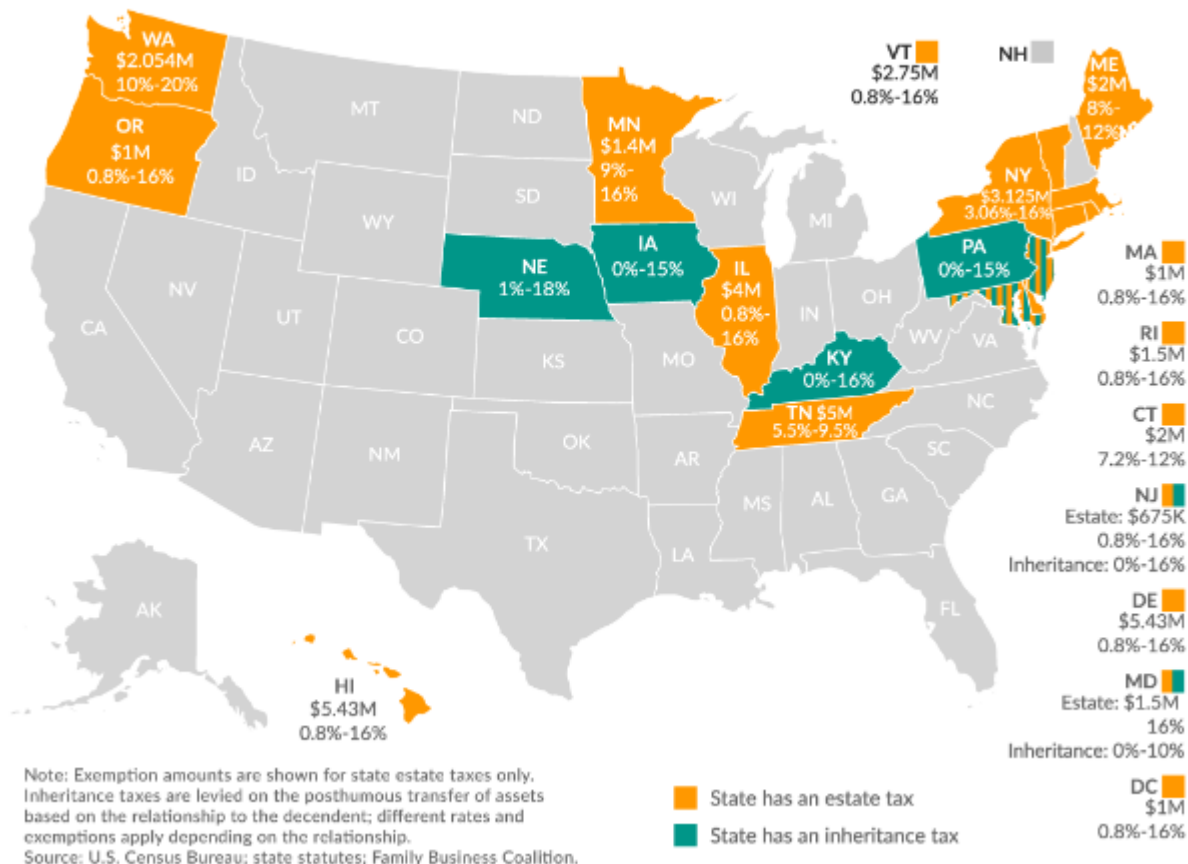 WA
$2.054M
10%-20%
OR
$1M
0.8%-16%
MT
ID
WY
ND
SD
MN
$1.4M
9%-
16%
WI
MI
VT
$2.75M
0.8%-16%
NH
ME
$2M
8%-
12%
NY
$3.125M
3.06%-16%
PA
0%-15%
NE
1%-18%
IA
0%-15%
IL
$4M
0.8%-
16%
IN
OH
WV
VA
KY
0%-16%
TN $5M
5.5%-9.5%
NC
SC
CA
NV
UT
CO
KS
MO
AZ
NM
OK
AR
MS
AL
GA
TX
LA
FL
AK
HI
$5.43M
0.8%-16%
MA
$1M
0.8%-16%
RI
$1.5M
0.8%-16%
CT
$2M
7.2%-12%
NJ
Estate: $675K
0.8%-16%
Inheritance: 0%-16%
DE
$5.43M
0.8%-16%
MD
Estate: $1.5M
16%
Inheritance: 0%-10%
DC
$1M
0.8%-16%
Note: Exemption amounts are shown for state estate taxes only.
Inheritance taxes are levied on the posthumous transfer of assets
based on the relationship to the decendent; different rates and
exemptions apply depending on the relationship.
Source: U.S. Census Bureau; state statutes; Family Business Coalition.
State has an estate tax
State has an inheritance tax